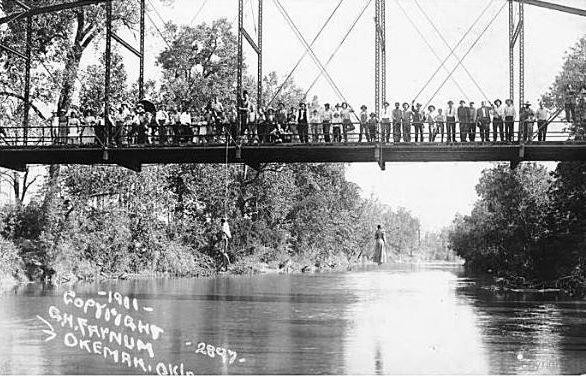 -1911-
COPYRIGHT
G.H. FARNUM
OKEMAH, OKLA
-2897-